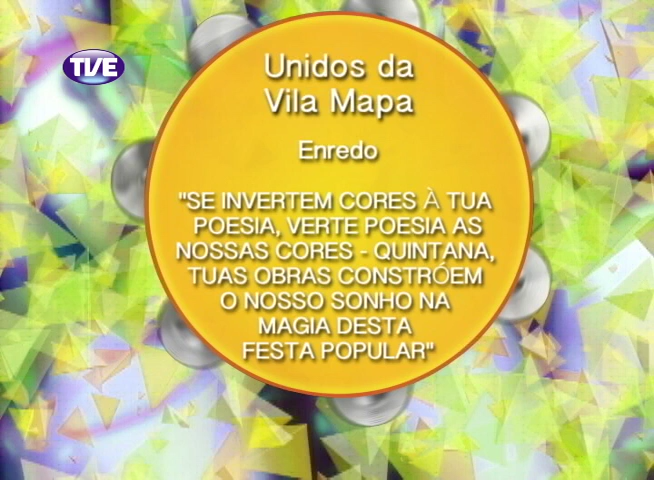 TVE
Unidos da
Vila Mapa
Enredo
"SE INVERTEM CORES À TUA
POESIA, VERTE POESIA AS
NOSSAS CORES - QUINTANA,
TUAS OBRAS CONSTRÓEM
O NOSSO SONHO NA
MAGIA DESTA
FESTA POPULAR"